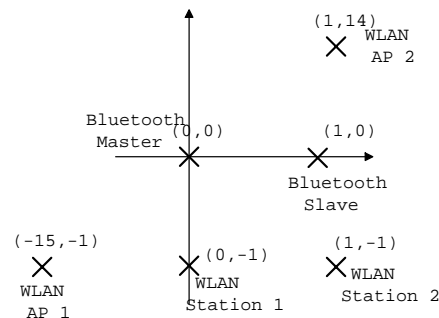 (1,14)
WLAN
AP 2
Bluetooth
Master
(0,0)
(1,0)
Bluetooth
Slave
(-15,-1)
WLAN
AP 1
(0,-1)
WLAN
Station 1
(1,-1)
WLAN
Station 2